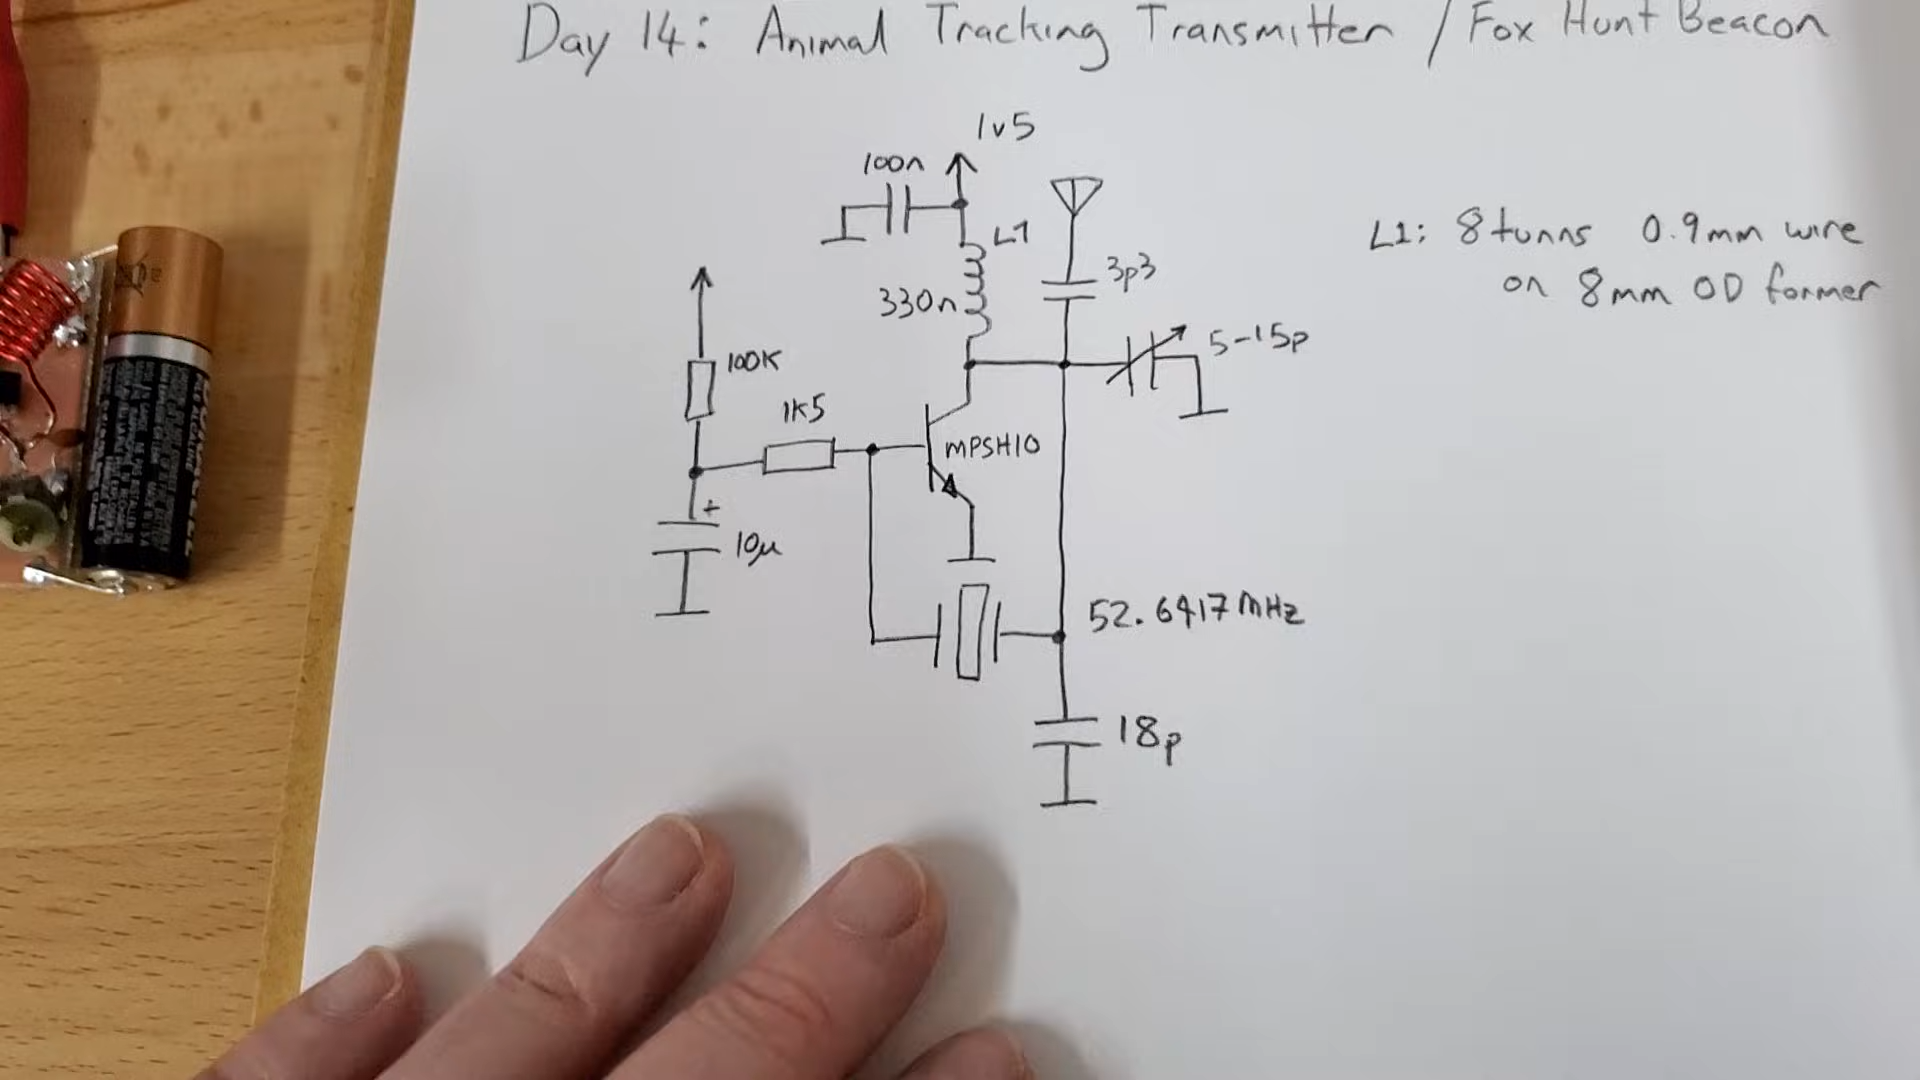 Day 14: Animal Tracking Transmitter / Fox Hunt Beacon
1v5
100n
L1
330n
3p3
5-15p
L1: 8 turns 0.9mm wire
on 8mm OD former
100K
1K5
MPSH10
+
10µ
52.6417 MHz
18p